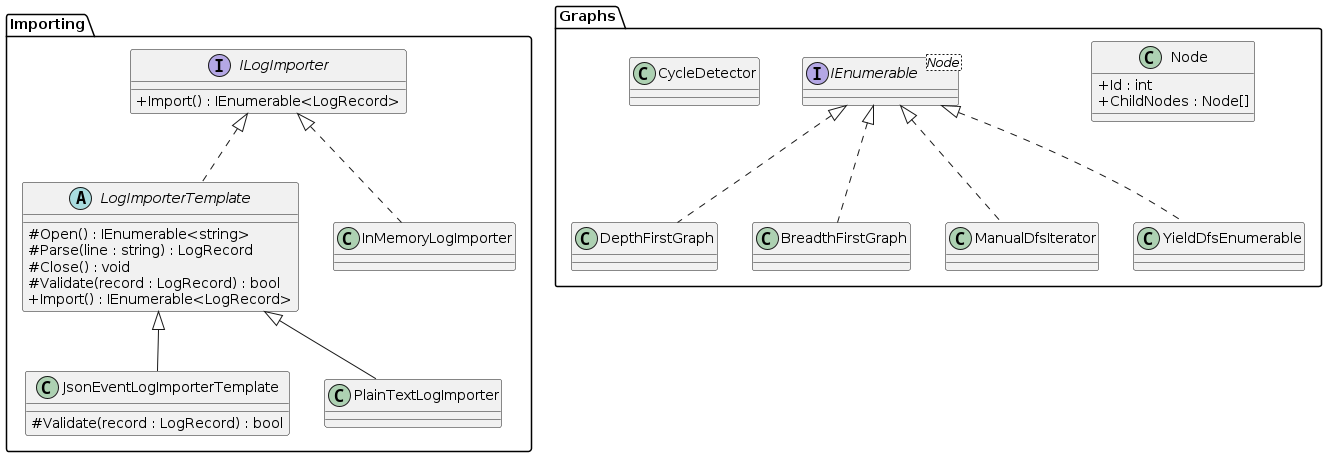 Importing
I ILogImporter
+Import() : IEnumerable<LogRecord>
A LogImporterTemplate
#Open() : IEnumerable<string>
#Parse(line : string) : LogRecord
#Close() : void
#Validate(record : LogRecord) : bool
+Import() : IEnumerable<LogRecord>
C InMemoryLogImporter
C JsonEventLogImporterTemplate
#Validate(record : LogRecord) : bool
C PlainTextLogImporter
Graphs
C CycleDetector
I IEnumerable
Node
C Node
+Id : int
+ChildNodes : Node[]
C DepthFirstGraph
C BreadthFirstGraph
C ManualDfsIterator
C YieldDfsEnumerable